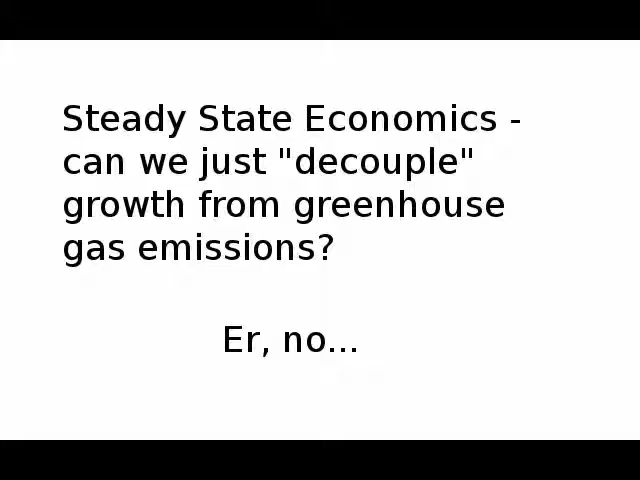 Steady State Economics -
can we just "decouple"
growth from greenhouse
gas emissions?
Er, no...